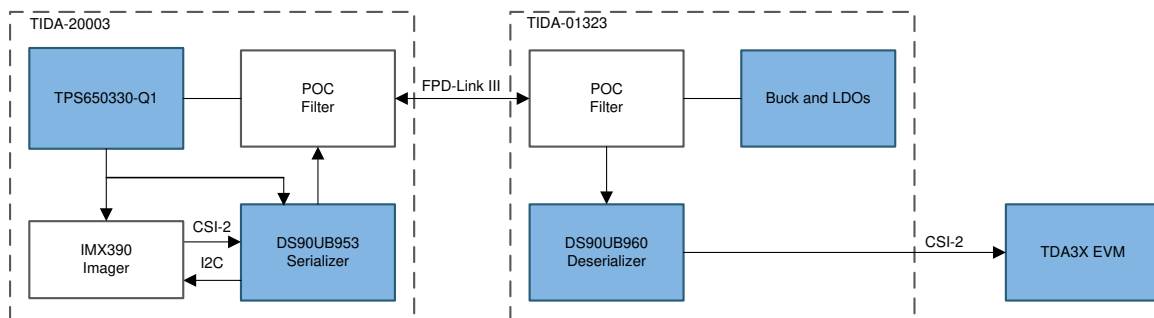 TIDA-20003
TIDA-01323
TPS650330-Q1
POC
Filter
FPD-Link III
POC
Filter
Buck and LDOs
IMX390
Imager
CSI-2
I2C
DS90UB953
Serializer
DS90UB960
Deserializer
CSI-2
TDA3X EVM